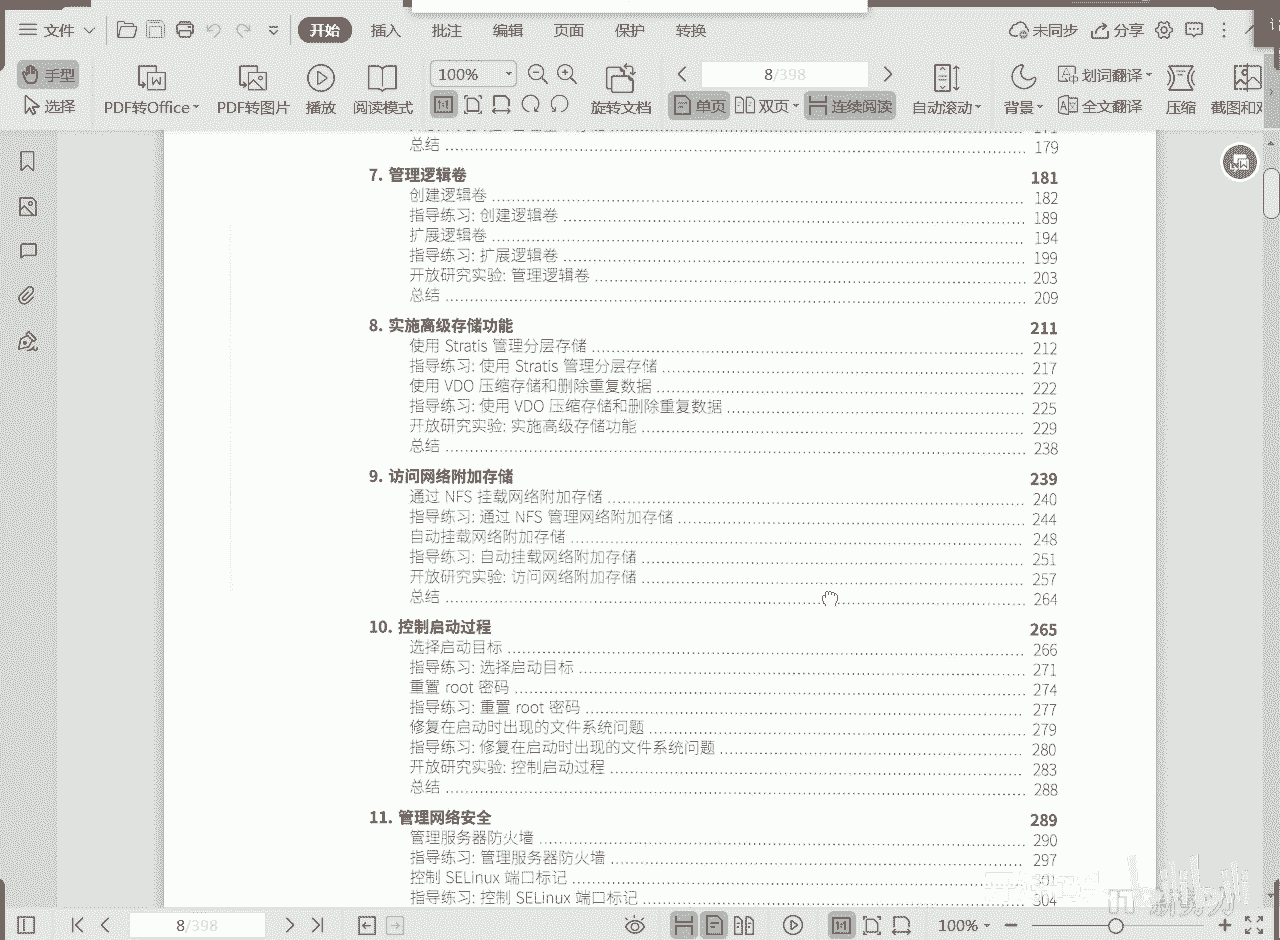 文件
开始 插入 批注 编辑 页面 保护 转换
未同步 分享
手型
选择
PDF转Office
PDF转图片
播放
阅读模式
100%
旋转文档
8/398
单页 双页 连续阅读
自动滚动
背景
划词翻译
全文翻译
压缩
截图和对
总结 179
7. 管理逻辑卷 181
创建逻辑卷 182
指导练习: 创建逻辑卷 189
扩展逻辑卷 194
指导练习: 扩展逻辑卷 199
开放研究实验: 管理逻辑卷 203
总结 209
8. 实施高级存储功能 211
使用 Stratis 管理分层存储 212
指导练习: 使用 Stratis 管理分层存储 217
使用 VDO 压缩存储和删除重复数据 222
指导练习: 使用 VDO 压缩存储和删除重复数据 225
开放研究实验: 实施高级存储功能 229
总结 238
9. 访问网络附加存储 239
通过 NFS 挂载网络附加存储 240
指导练习: 通过 NFS 管理网络附加存储 244
自动挂载网络附加存储 248
指导练习: 自动挂载网络附加存储 251
开放研究实验: 访问网络附加存储 257
总结 264
10. 控制启动过程 265
选择启动目标 266
指导练习: 选择启动目标 271
重置 root 密码 274
指导练习: 重置 root 密码 277
修复在启动时出现的文件系统问题 279
指导练习: 修复在启动时出现的文件系统问题 280
开放研究实验: 控制启动过程 283
总结 288
11. 管理网络安全 289
管理服务器防火墙 290
指导练习: 管理服务器防火墙 297
控制 SELinux 端口标记
指导练习: 控制 SELinux 端口标记 304
8/398
100%